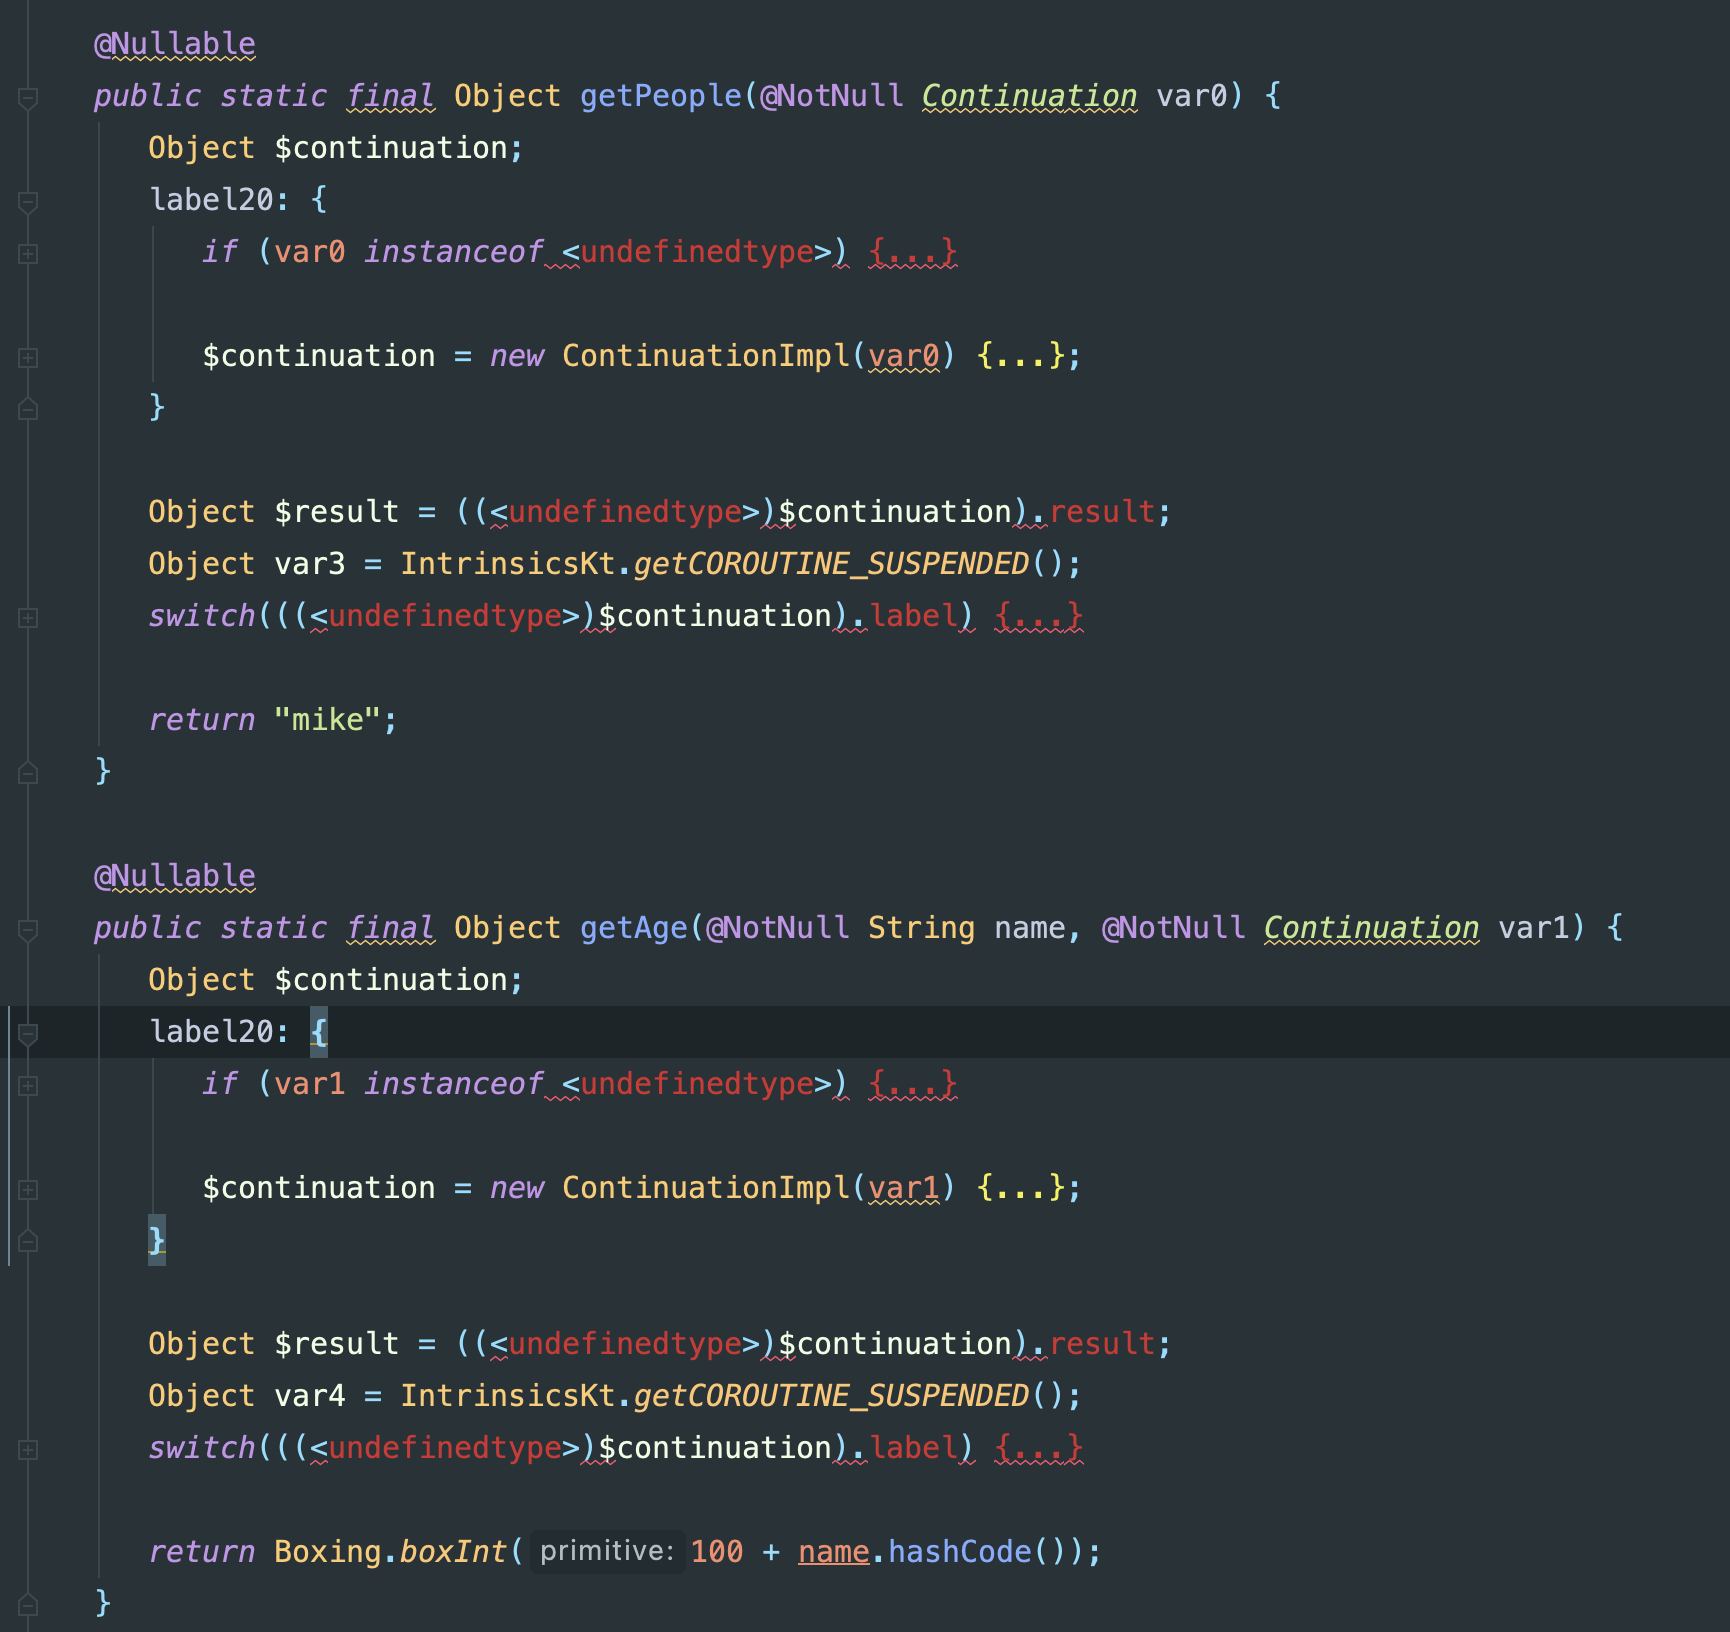 @Nullable
public static final Object getPeople(@NotNull Continuation var0) {
Object $continuation;
label20: {
if (var0 instanceof <undefinedtype>) {...}
$continuation = new ContinuationImpl(var0) {...};
}
Object $result = ((<undefinedtype>)$continuation).result;
Object var3 = IntrinsicsKt.getCOROUTINE_SUSPENDED();
switch(((<undefinedtype>)$continuation).label) {...}
return "mike";
}
@Nullable
public static final Object getAge(@NotNull String name, @NotNull Continuation var1) {
Object $continuation;
label20: {
if (var1 instanceof <undefinedtype>) {...}
$continuation = new ContinuationImpl(var1) {...};
}
Object $result = ((<undefinedtype>)$continuation).result;
Object var4 = IntrinsicsKt.getCOROUTINE_SUSPENDED();
switch(((<undefinedtype>)$continuation).label) {...}
return Boxing.boxInt( primitive: 100 + name.hashCode());
}